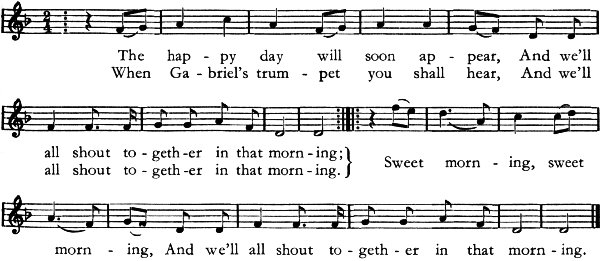 The hap - py day will soon ap - pear, And we'll
When Ga - briel's trum - pet you shall hear, And we'll
all shout to - geth - er in that morn - ing;
all shout to - geth - er in that morn - ing.
Sweet morn - ing, sweet
morn - ing, And we'll all shout to - geth - er in that morn - ing.